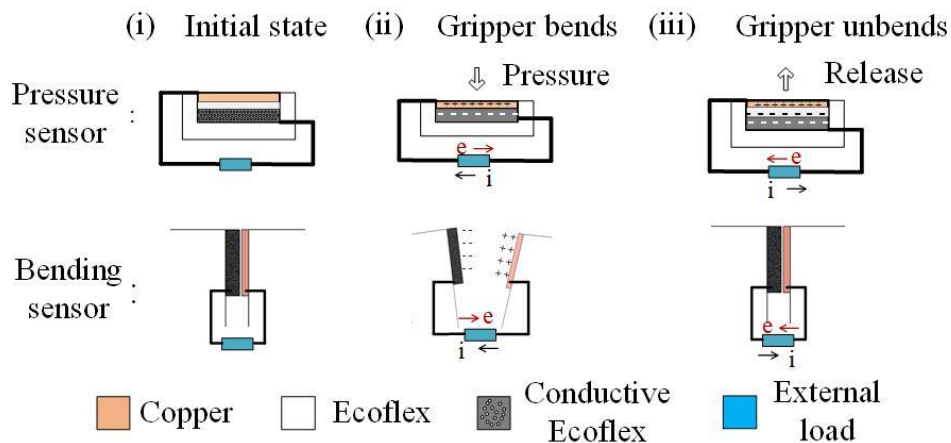 (i) Initial state
(ii) Gripper bends
(iii) Gripper unbends
Pressure
sensor :
Pressure
Release
e
i
e
i
Bending
sensor :
e
i
e
i
Copper
Ecoflex
Conductive
Ecoflex
External
load